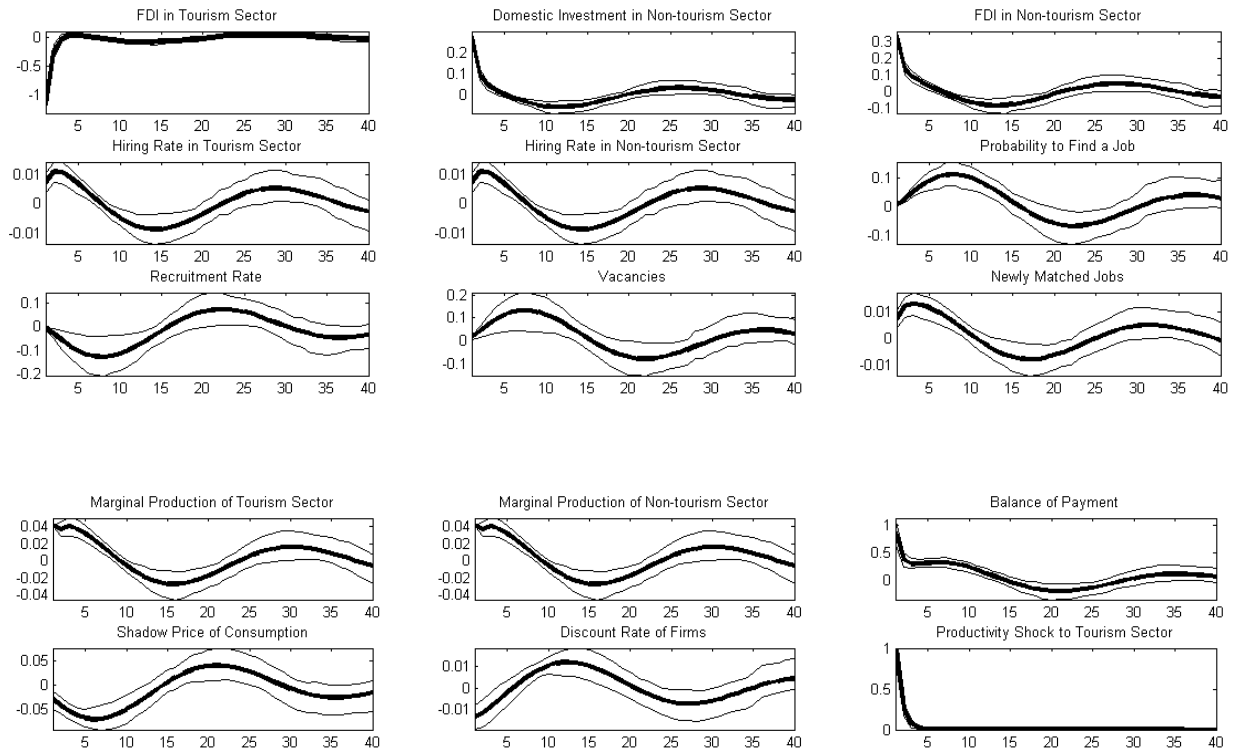 FDI in Tourism Sector
0
-0.5
-1
5 10 15 20 25 30 35 40
Domestic Investment in Non-tourism Sector
0.2
0.1
0
5 10 15 20 25 30 35 40
FDI in Non-tourism Sector
0.3
0.2
0.1
0
-0.1
5 10 15 20 25 30 35 40
Hiring Rate in Tourism Sector
0.01
0
-0.01
5 10 15 20 25 30 35 40
Hiring Rate in Non-tourism Sector
0.01
0
-0.01
5 10 15 20 25 30 35 40
Probability to Find a Job
0.1
0
-0.1
5 10 15 20 25 30 35 40
Recruitment Rate
0.1
0
-0.1
-0.2
5 10 15 20 25 30 35 40
Vacancies
0.2
0.1
0
-0.1
5 10 15 20 25 30 35 40
Newly Matched Jobs
0.01
0
-0.01
5 10 15 20 25 30 35 40
Marginal Production of Tourism Sector
0.04
0.02
0
-0.02
-0.04
5 10 15 20 25 30 35 40
Marginal Production of Non-tourism Sector
0.04
0.02
0
-0.02
-0.04
5 10 15 20 25 30 35 40
Balance of Payment
1
0.5
0
5 10 15 20 25 30 35 40
Shadow Price of Consumption
0.05
0
-0.05
5 10 15 20 25 30 35 40
Discount Rate of Firms
0.01
0
-0.01
5 10 15 20 25 30 35 40
Productivity Shock to Tourism Sector
1
0.5
0
5 10 15 20 25 30 35 40